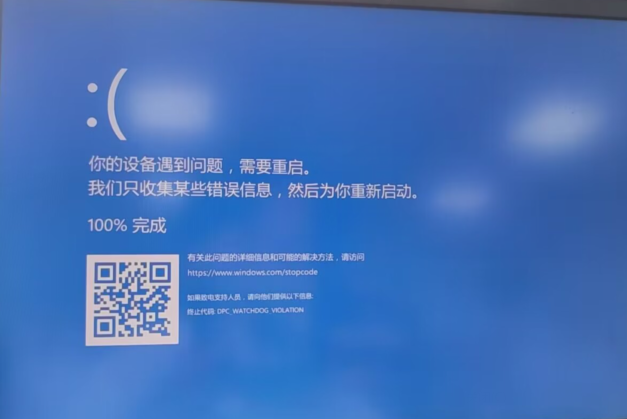 :(
你的设备遇到问题，需要重启。
我们只收集某些错误信息，然后为你重新启动。
100% 完成
有关此问题的详细信息和可能的解决方法，请访问
https://www.windows.com/stopcode
如果致电支持人员，请向他们提供以下信息:
终止代码: DPC_WATCHDOG_VIOLATION